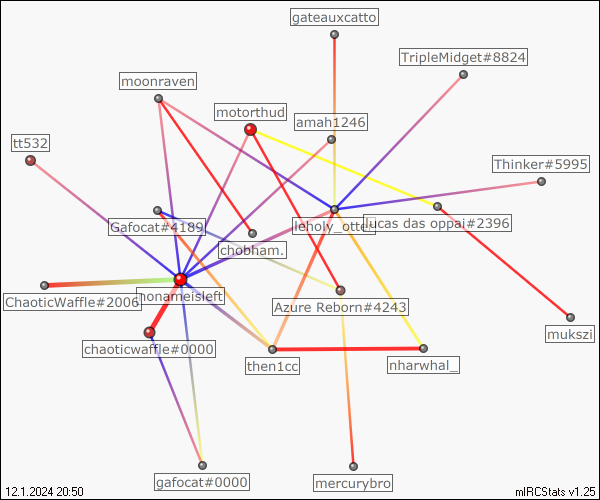 gateauxcatto
TripleMidget#8824
moonraven
motorthud
amah1246
tt532
Thinker#5995
Gafocat#4189
leholy_otter
lucas das oppai#2396
chobham.
nonameisleft
ChaoticWaffle#2006
Azure Reborn#4243
mukszi
chaoticwaffle#0000
then1cc
nharwhal_
gafocat#0000
mercurybro
12.1.2024 20:50
mIRCStats v1.25